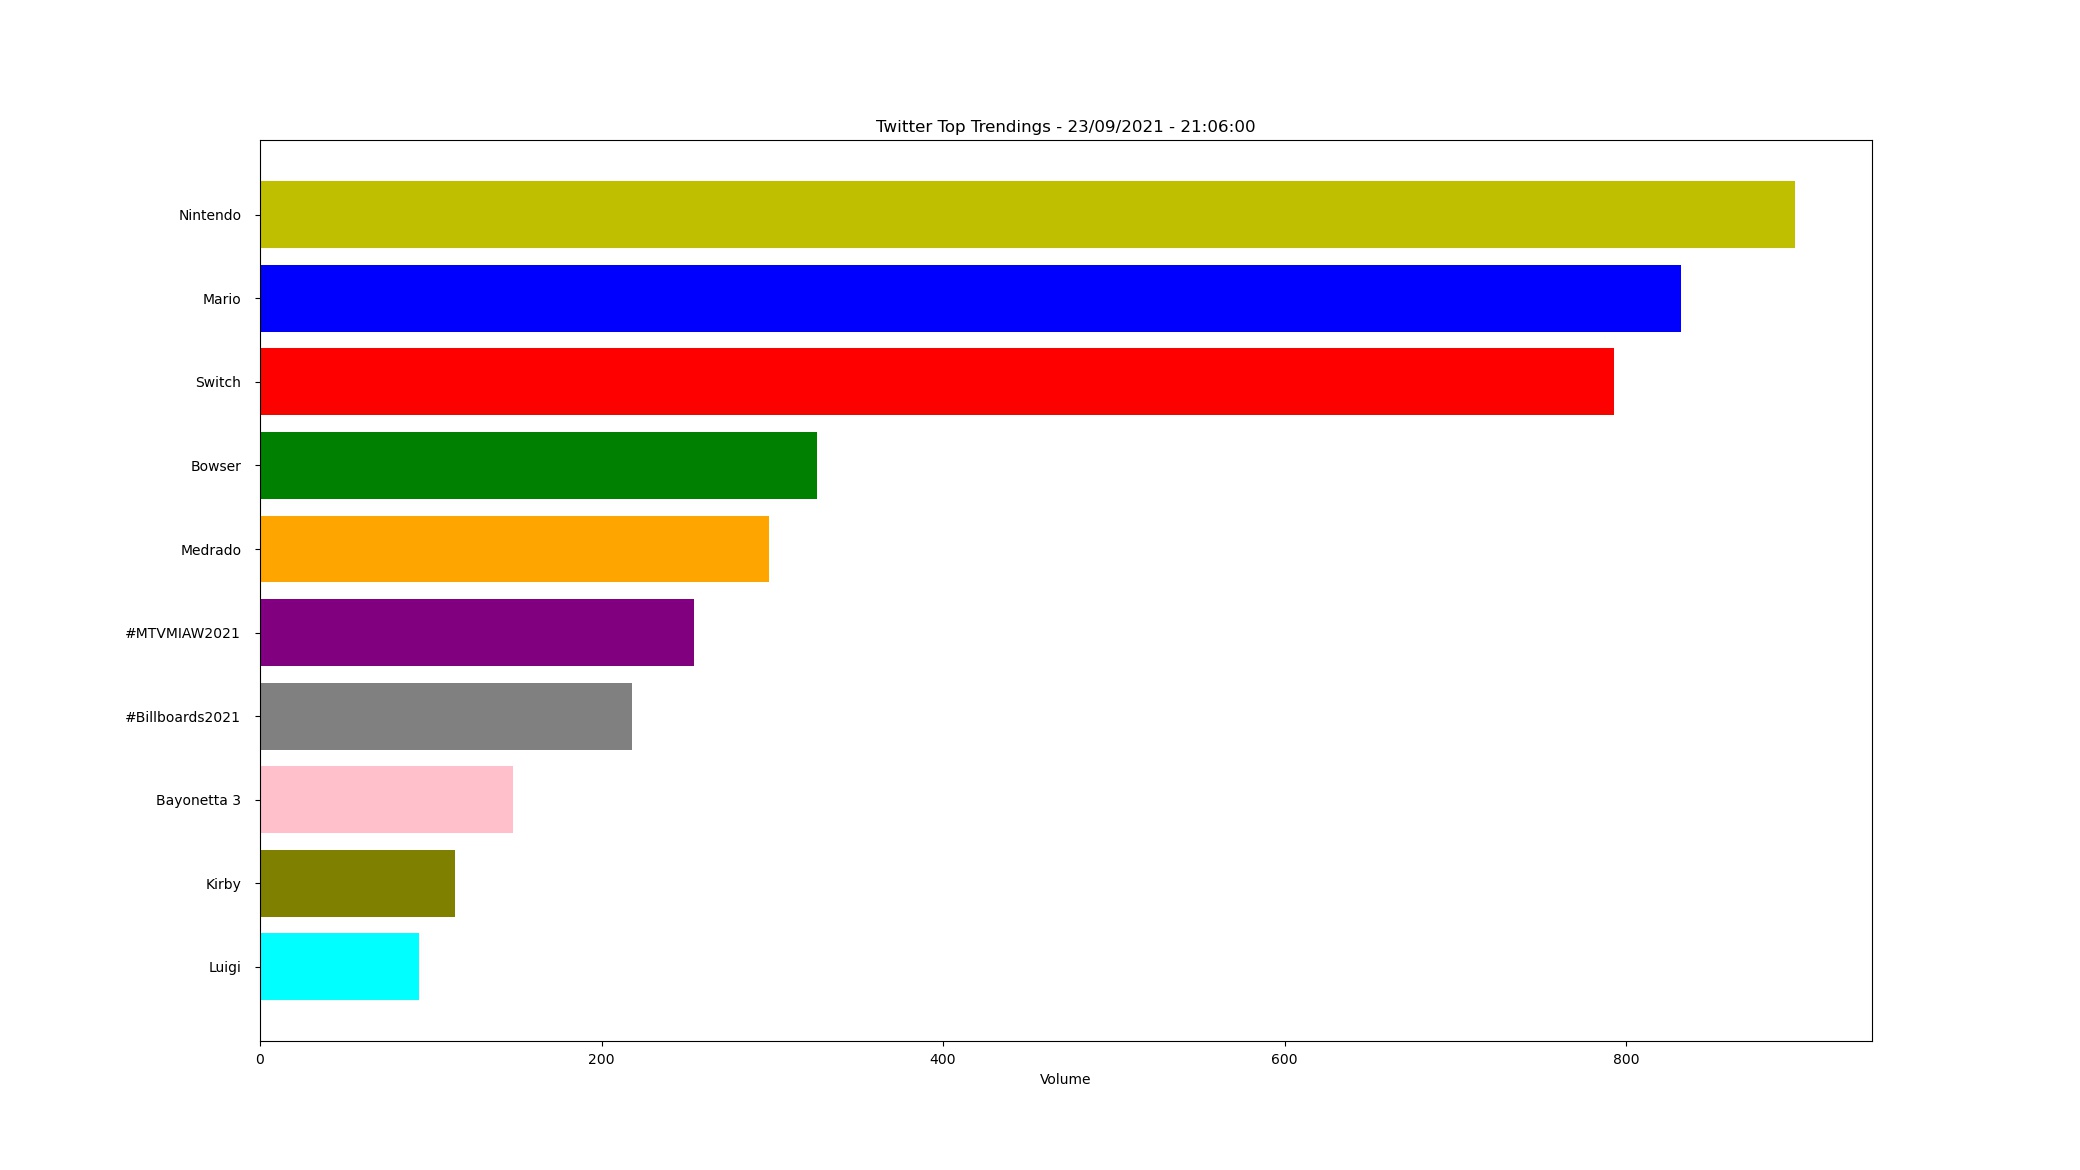 Twitter Top Trendings - 23/09/2021 - 21:06:00
Nintendo
Mario
Switch
Bowser
Medrado
#MTVMIAW2021
#Billboards2021
Bayonetta 3
Kirby
Luigi
0 200 400 600 800
Volume